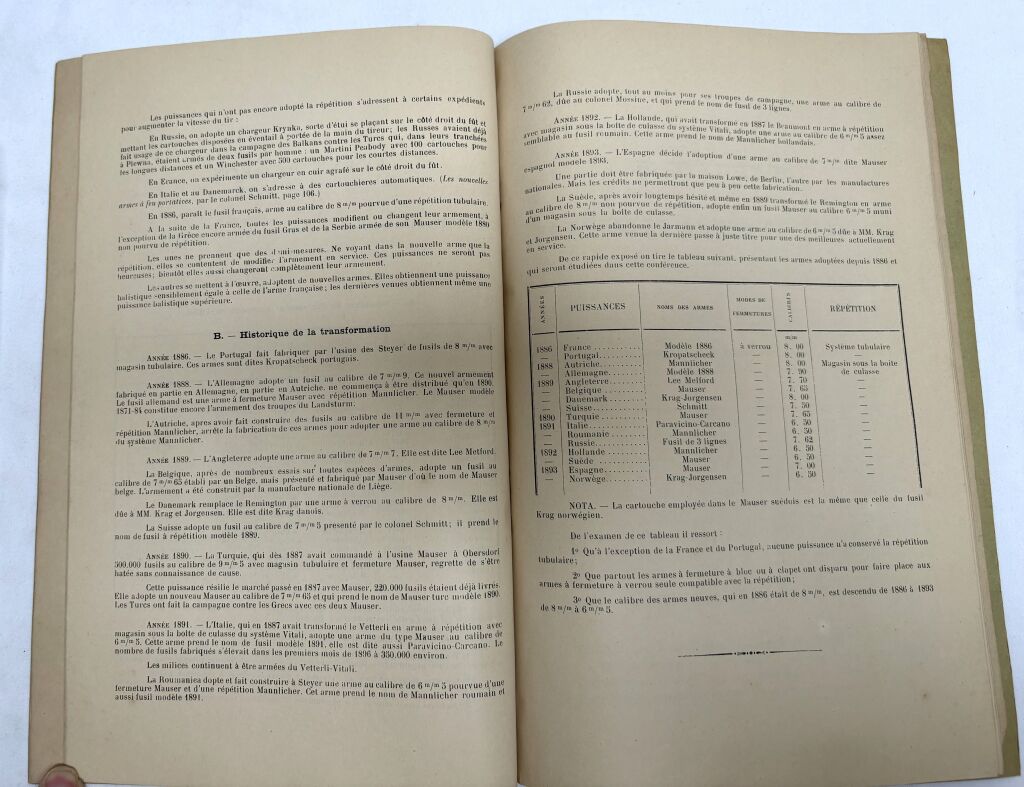 Les puissances qui n'ont pas encore adopté la répétition s'adressent à certains expédients
pour augmenter la vitesse du tir :
En Russie, on adopte un chargeur Krynka, sorte d'étui se plaçant sur le côté droit du fût et
mettant les cartouches disposées en éventail à portée de la main du tireur; les Russes avaient déjà
fait usage de ce chargeur dans la campagne des Balkans contre les Turcs qui, dans leurs tranchées
à Plewna, étaient armés de deux fusils par homme : un Martini Peabody avec 100 cartouches pour
les longues distances et un Winchester avec 500 cartouches pour les courtes distances.
En France, on expérimente un chargeur en cuir agrafé sur le côté droit du fût.
En Italie et au Danemarck, on s'adresse à des cartouchières automatiques. (Les nouvelles
armes à feu portatives, par le colonel Schmitt, page 106.)
En 1886, paraît le fusil français, arme au calibre de 8 m/m pourvue d'une répétition tubulaire.
A la suite de la France, toutes les puissances modifient ou changent leur armement, à
l'exception de la Grèce encore armée du fusil Gras et de la Serbie armée de son Mauser modèle 1880
non pourvu de répétition.
Les unes ne prennent que des demi-mesures. Ne voyant dans la nouvelle arme que la
répétition, elles se contentent de modifier l'armement en service. Ces puissances ne seront pas
heureuses; bientôt elles aussi changeront complètement leur armement.
Les autres se mettent à l'œuvre, adoptent de nouvelles armes. Elles obtiennent une puissance
balistique sensiblement égale à celle de l'arme française; les dernières venues obtiennent même une
puissance balistique supérieure.
B. — Historique de la transformation
ANNÉE 1886. — Le Portugal fait fabriquer par l'usine des Steyer de fusils de 8 m/m avec
magasin tubulaire. Ces armes sont dites Kropatscheck portugais.
ANNÉE 1888. — L'Allemagne adopte un fusil au calibre de 7 m/m 9. Ce nouvel armement
fabriqué en partie en Allemagne, en partie en Autriche, ne commença à être distribué qu'en 1890.
Le fusil allemand est une arme à fermeture Mauser avec répétition Mannlicher. Le Mauser modèle
1871-84 constitue encore l'armement des troupes du Landsturm.
L'Autriche, après avoir fait construire des fusils au calibre de 11 m/m avec fermeture et
répétition Mannlicher, arrête la fabrication de ces armes pour adopter une arme au calibre de 8 m/m
du système Mannlicher.
ANNÉE 1889. — L'Angleterre adopte une arme au calibre de 7 m/m 7. Elle est dite Lee Metford.
La Belgique, après de nombreux essais sur toutes espèces d'armes, adopte un fusil au
calibre de 7 m/m 65 établi par un Belge, mais présenté et fabriqué par Mauser d'où le nom de Mauser
belge. L'armement a été construit par la manufacture nationale de Liège.
Le Danemark remplace le Remington par une arme à verrou au calibre de 8 m/m. Elle est
dûe à MM. Krag et Jorgensen. Elle est dite Krag danois.
La Suisse adopte un fusil au calibre de 7 m/m 5 presenté par le colonel Schmitt; il prend le
nom de fusil à répétition modèle 1889.
ANNÉE 1890. — La Turquie, qui dès 1887 avait commandé à l'usine Mauser à Obersdorf
500.000 fusils au calibre de 9 m/m 5 avec magasin tubulaire et fermeture Mauser, regrette de s'être
hatée sans connaissance de cause.
Cette puissance résilie le marché passé en 1887 avec Mauser, 220.000 fusils étaient déjà livrés.
Elle adopte un nouveau Mauser au calibre de 7 m/m 65 et qui prend le nom de Mauser turc modèle 1890.
Les Turcs ont fait la campagne contre les Grecs avec ces deux Mauser.
ANNÉE 1891. — L'Italie, qui en 1887 avait transformé le Vetterli en arme à répétition avec
magasin sous la boîte de culasse du système Vitali, adopte une arme du type Mauser au calibre de
6 m/m 5. Cette arme prend le nom de fusil modèle 1891, elle est dite aussi Paravicino-Carcano. Le
nombre de fusils fabriqués s'élevait dans les premiers mois de 1896 à 350.000 environ.
Les milices continuent à être armées du Vetterli-Vitali.
La Roumanie adopte et fait construire à Steyer une arme au calibre de 6 m/m 5 pourvue d'une
fermeture Mauser et d'une répétition Mannlicher. Cet arme prend le nom de Mannlicher roumain et
aussi fusil modèle 1891.
La Russie adopte, tout au moins pour ses troupes de campagne, une arme au calibre de
7 m/m 62, dûe au colonel Mossine, et qui prend le nom de fusil de 3 lignes.
ANNÉE 1892. — La Hollande, qui avait transformé en 1887 le Beaumont en arme à répétition
avec magasin sous la boîte de culasse du système Vitali, adopte une arme au calibre de 6 m/m 5 assez
semblable au fusil roumain. Cette arme prend le nom de Mannlicher hollandais.
ANNÉE 1893. — L'Espagne décide l'adoption d'une arme au calibre de 7 m/m dite Mauser
espagnol modèle 1893.
Une partie doit être fabriquée par la maison Lowe, de Berlin, l'autre par les manufactures
nationales. Mais les crédits ne permettront que peu à peu cette fabrication.
La Suède, après avoir longtemps hésité et même en 1889 transformé le Remington en arme
au calibre de 8 m/m non pourvue de répétition, adopte enfin un fusil Mauser au calibre 6 m/m 5 muni
d'un magasin sous la boîte de culasse.
La Norwège abandonne le Jarmann et adopte une arme au calibre de 6 m/m 5 dûe à MM. Krag
et Jorgensen. Cette arme venue la dernière passe à juste titre pour une des meilleures actuellement
en service.
De ce rapide exposé on tire le tableau suivant, présentant les armes adoptées depuis 1886 et
qui seront étudiées dans cette conférence.
ANNÉES PUISSANCES NOMS DES ARMES MODES DE FERMETURES CALIBRES RÉPÉTITION
m/m
1886 France Modèle 1886 à verrou 8. 00 Système tubulaire
— Portugal Kropatscheck — 8. 00 —
1888 Autriche Mannlicher — 8. 00 Magasin sous la boîte
— Allemagne Modèle 1888 — 7. 90 de culasse
1889 Angleterre Lee Melford — 7. 70 —
— Belgique Mauser — 7. 65 —
— Danemark Krag-Jorgensen — 8. 00 —
— Suisse Schmitt — 7. 50 —
1890 Turquie Mauser — 7. 65 —
1891 Italie Paravicino-Carcano — 6. 50 —
— Roumanie Mannlicher — 6. 50 —
— Russie Fusil de 3 lignes — 7. 62 —
1892 Hollande Mannlicher — 6. 50 —
— Suède Mauser — 6. 50 —
1893 Espagne Mauser — 7. 00 —
— Norwège Krag-Jorgensen — 6. 50 —
NOTA. — La cartouche employée dans le Mauser suédois est la même que celle du fusil
Krag norwégien.
De l'examen de ce tableau il ressort :
1º Qu'à l'exception de la France et du Portugal, aucune puissance n'a conservé la répétition
tubulaire;
2º Que partout les armes à fermeture à bloc ou à clapet ont disparu pour faire place aux
armes à fermeture à verrou seule compatible avec la répétition;
3º Que le calibre des armes neuves, qui en 1886 était de 8 m/m, est descendu de 1886 à 1893
de 8 m/m à 6 m/m 5.